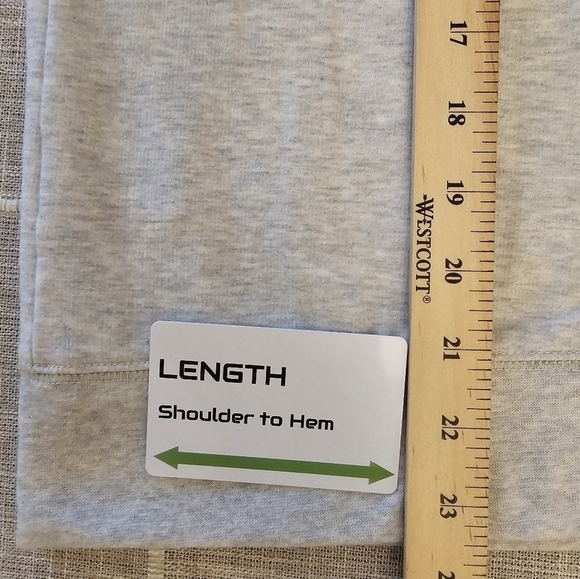 17
18
19
WESTCOTT®
20
21
LENGTH
Shoulder to Hem
22
23